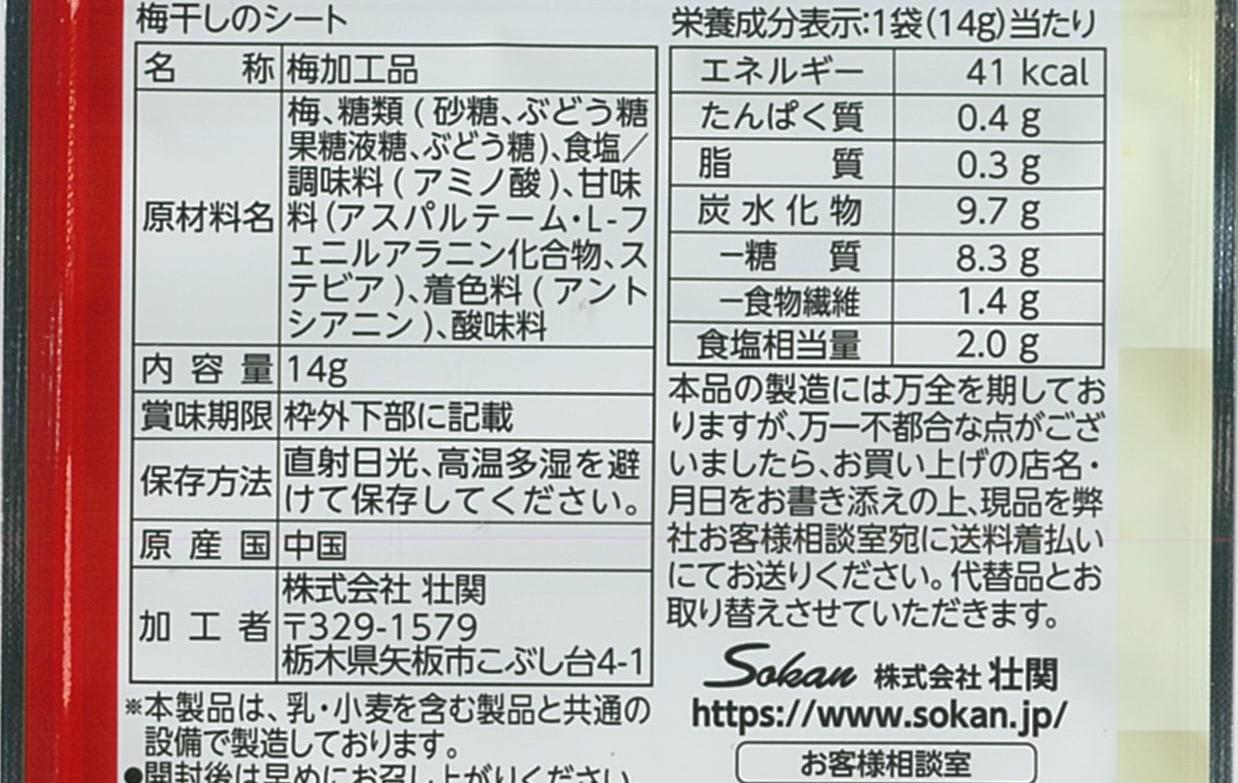 梅干しのシート
名称 梅加工品
原材料名 梅、糖類(砂糖、ぶどう糖
果糖液糖、ぶどう糖)、食塩/
調味料(アミノ酸)、甘味
料(アスパルテーム・L-フ
ェニルアラニン化合物、ス
テビア)、着色料(アント
シアニン)、酸味料
内容量 14g
賞味期限 枠外下部に記載
保存方法 直射日光、高温多湿を避
けて保存してください。
原産国 中国
加工者 株式会社 壮関
〒329-1579
栃木県矢板市こぶし台4-1
※本製品は、乳・小麦を含む製品と共通の
設備で製造しております。
●開封後は早めにお召し上がりください。
栄養成分表示:1袋(14g)当たり
エネルギー 41 kcal
たんぱく質 0.4 g
脂質 0.3 g
炭水化物 9.7 g
−糖質 8.3 g
−食物繊維 1.4 g
食塩相当量 2.0 g
本品の製造には万全を期してお
りますが、万一不都合な点がござ
いましたら、お買い上げの店名・
月日をお書き添えの上、現品を弊
社お客様相談室宛に送料着払い
にてお送りください。代替品とお
取り替えさせていただきます。
Sokan 株式会社 壮関
https://www.sokan.jp/
お客様相談室